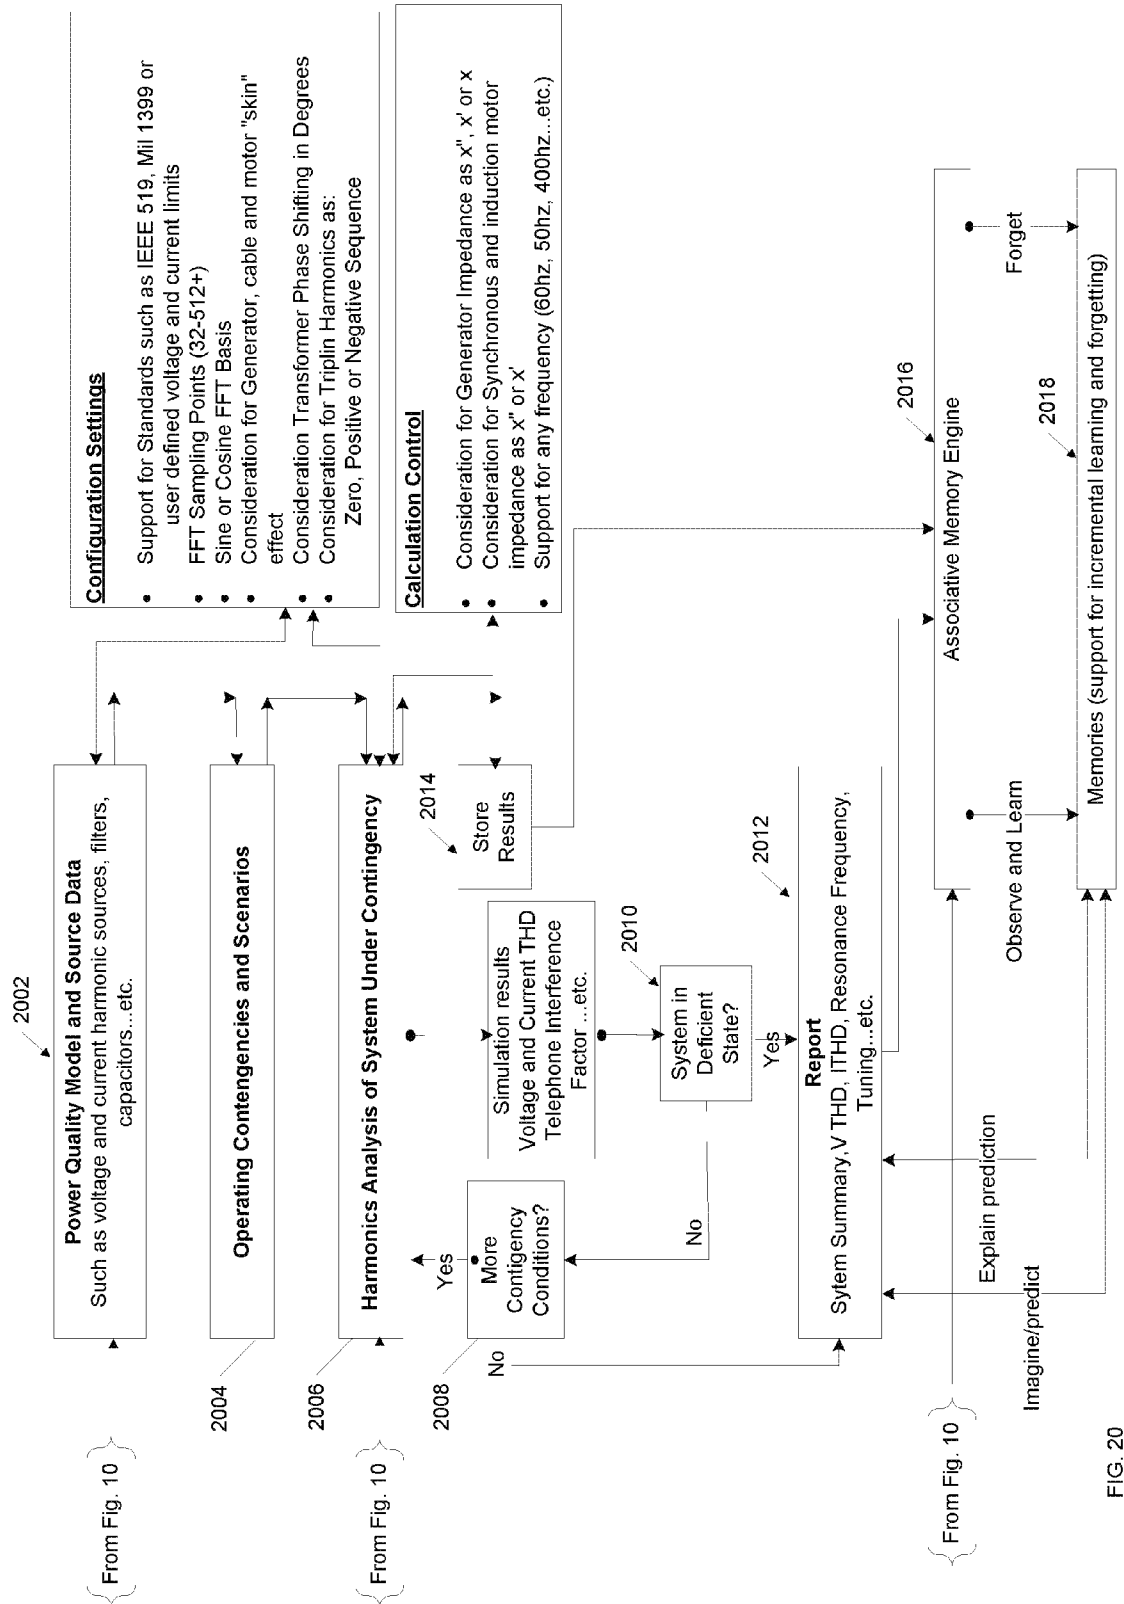 2002
From Fig. 10
Power Quality Model and Source Data
Such as voltage and current harmonic sources, filters,
capacitors...etc.
Configuration Settings
Support for Standards such as IEEE 519, Mil 1399 or
user defined voltage and current limits
FFT Sampling Points (32-512+)
Sine or Cosine FFT Basis
Consideration for Generator, cable and motor "skin"
effect
Consideration Transformer Phase Shifting in Degrees
Consideration for Triplin Harmonics as:
Zero, Positive or Negative Sequence
2004
Operating Contengencies and Scenarios
2006
From Fig. 10
Harmonics Analysis of System Under Contingency
Calculation Control
Consideration for Generator Impedance as x", x' or x
Consideration for Synchronous and induction motor
impedance as x" or x'
Support for any frequency (60hz, 50hz, 400hz...etc.)
2014
Store
Results
2008
Yes
More
Contigency
Conditions?
No
Simulation results
Voltage and Current THD
Telephone Interference
Factor ...etc.
2010
System in
Deficient
State?
No
Yes
2012
Report
Sytem Summary,V THD, ITHD, Resonance Frequency,
Tuning...etc.
2016
From Fig. 10
Associative Memory Engine
Explain prediction
Imagine/predict
Observe and Learn
Forget
2018
Memories (support for incremental learning and forgetting)
FIG. 20